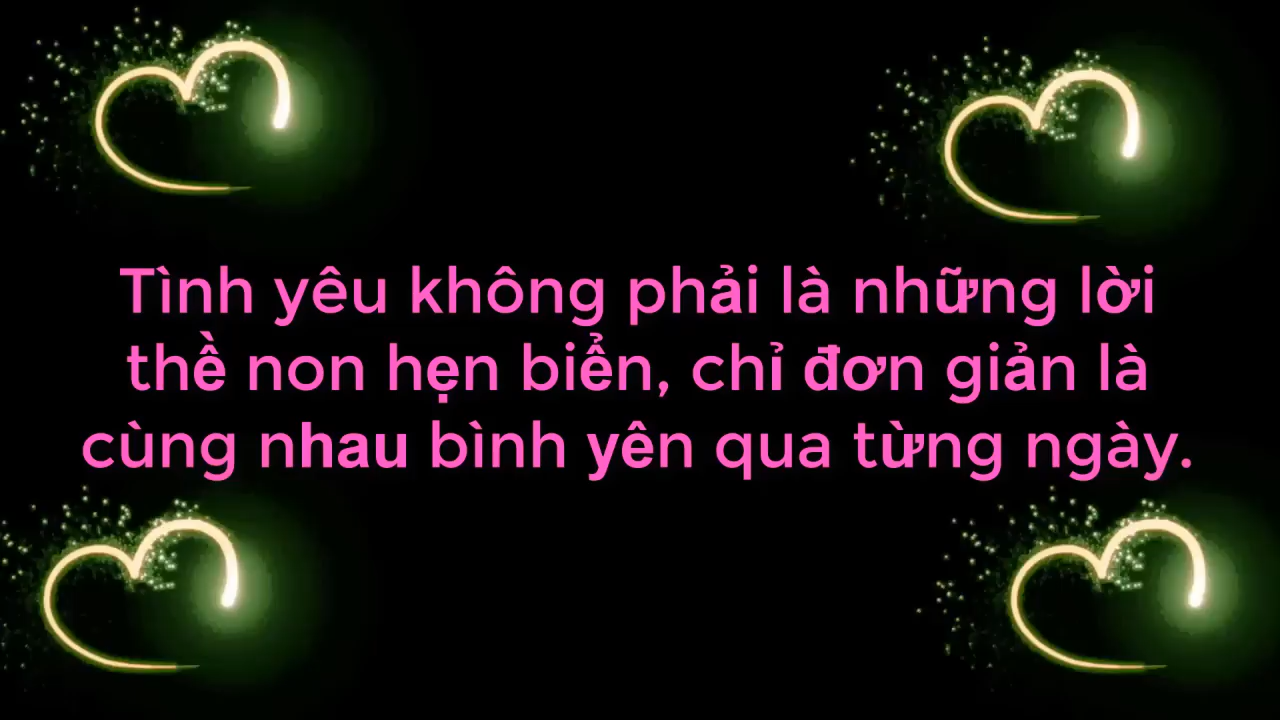 Tình yêu không phải là những lời
thề non hẹn biển, chỉ đơn giản là
cùng nhau bình yên qua từng ngày.